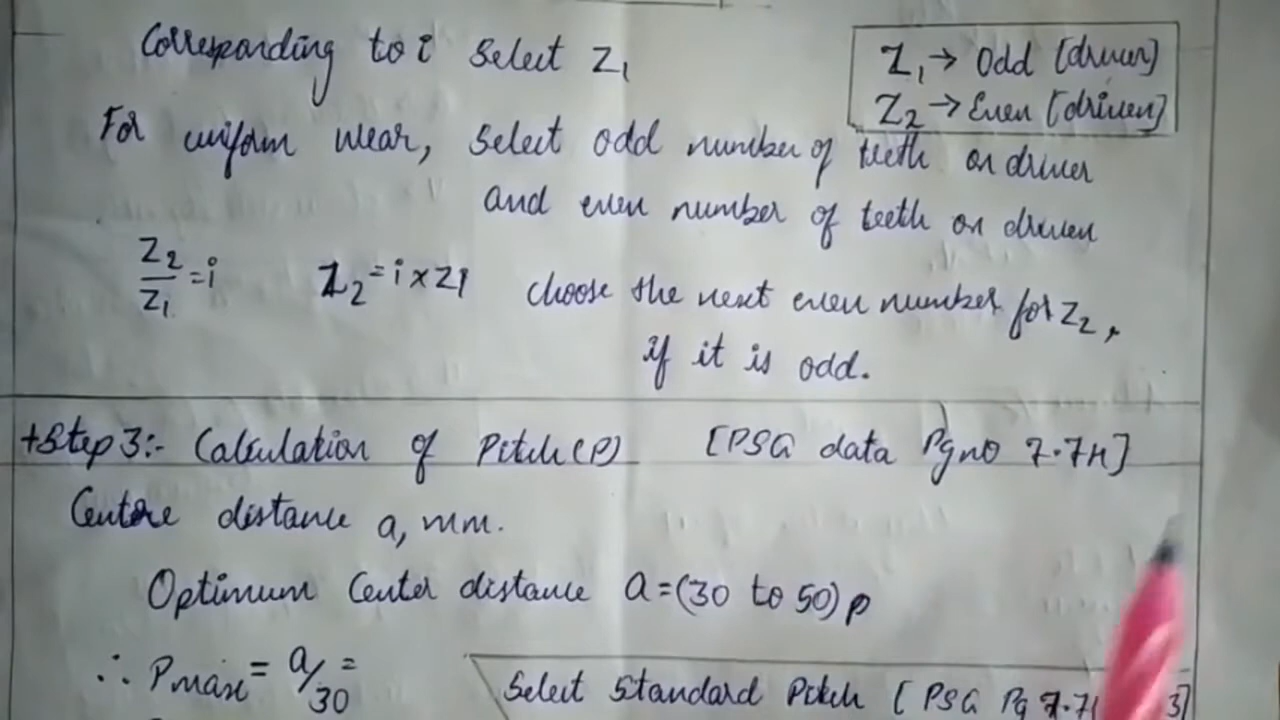 Corresponding to i select Z1
Z1 → Odd [driver]
Z2 → Even [driven]
For uniform wear, select odd number of teeth on driver
and even number of teeth on driven
Z2/Z1 = i    Z2 = i x Z1    choose the next even number for Z2,
if it is odd.
+Step 3:- Calculation of Pitch (P)    [PSG data Pg no 7.74]
Centre distance a, mm.
Optimum Center distance a = (30 to 50) p
∴ Pmax = a/30 =
Select Standard Pitch [PSG Pg 7.7